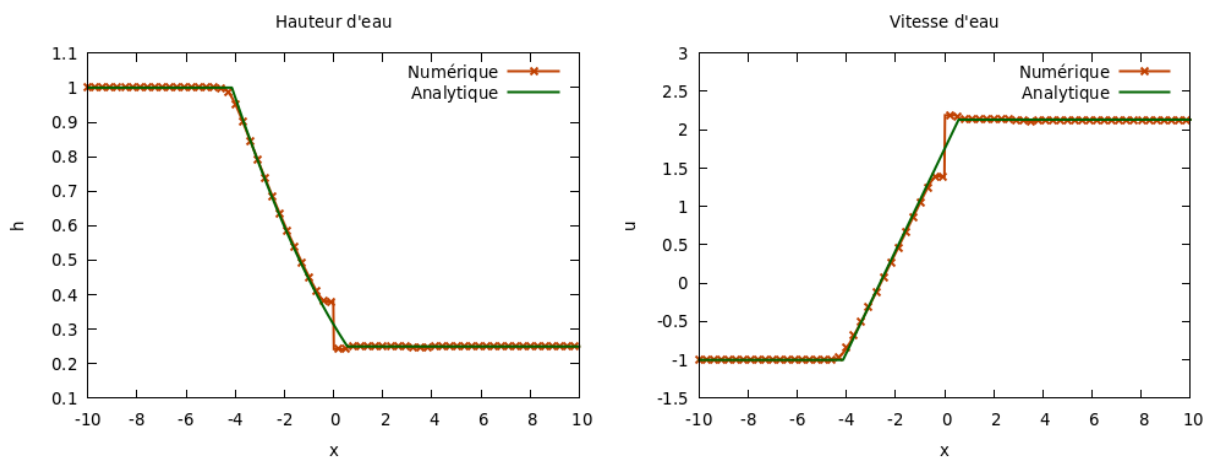 Hauteur d'eau
1.1
1
0.9
0.8
0.7
0.6
0.5
0.4
0.3
0.2
0.1
h
Numérique
Analytique
-10 -8 -6 -4 -2 0 2 4 6 8 10
x
Vitesse d'eau
3
2.5
2
1.5
1
0.5
0
-0.5
-1
-1.5
u
Numérique
Analytique
-10 -8 -6 -4 -2 0 2 4 6 8 10
x